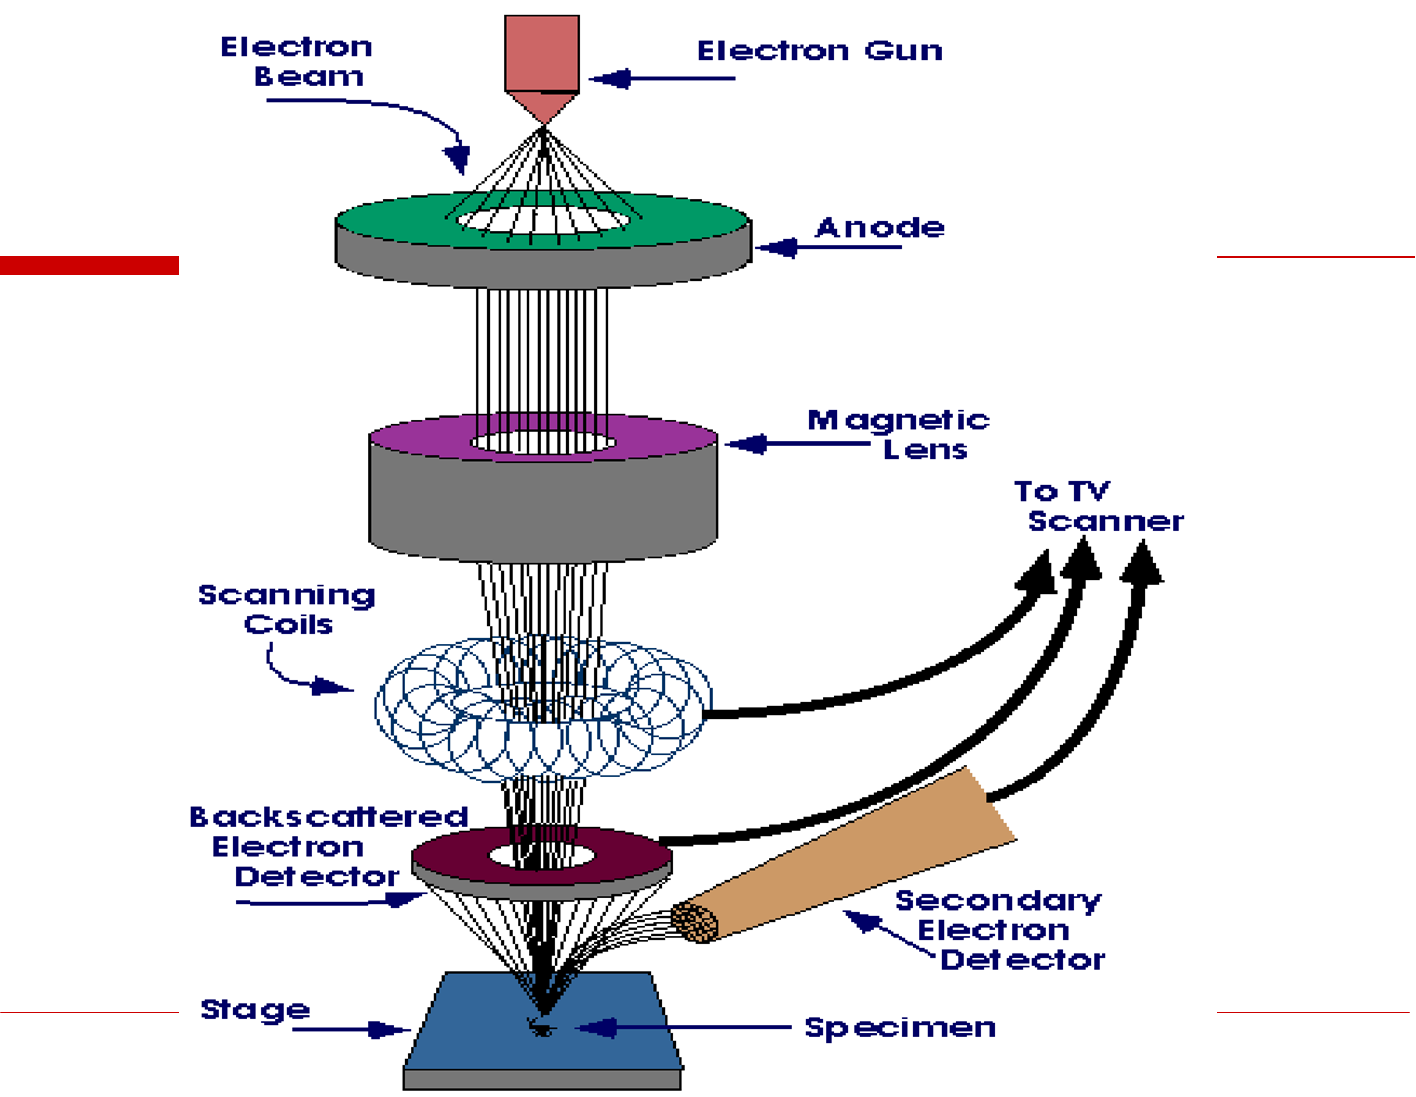 Electron
Beam
Electron Gun
Anode
Magnetic
Lens
To TV
Scanner
Scanning
Coils
Backscattered
Electron
Detector
Secondary
Electron
Detector
Stage
Specimen